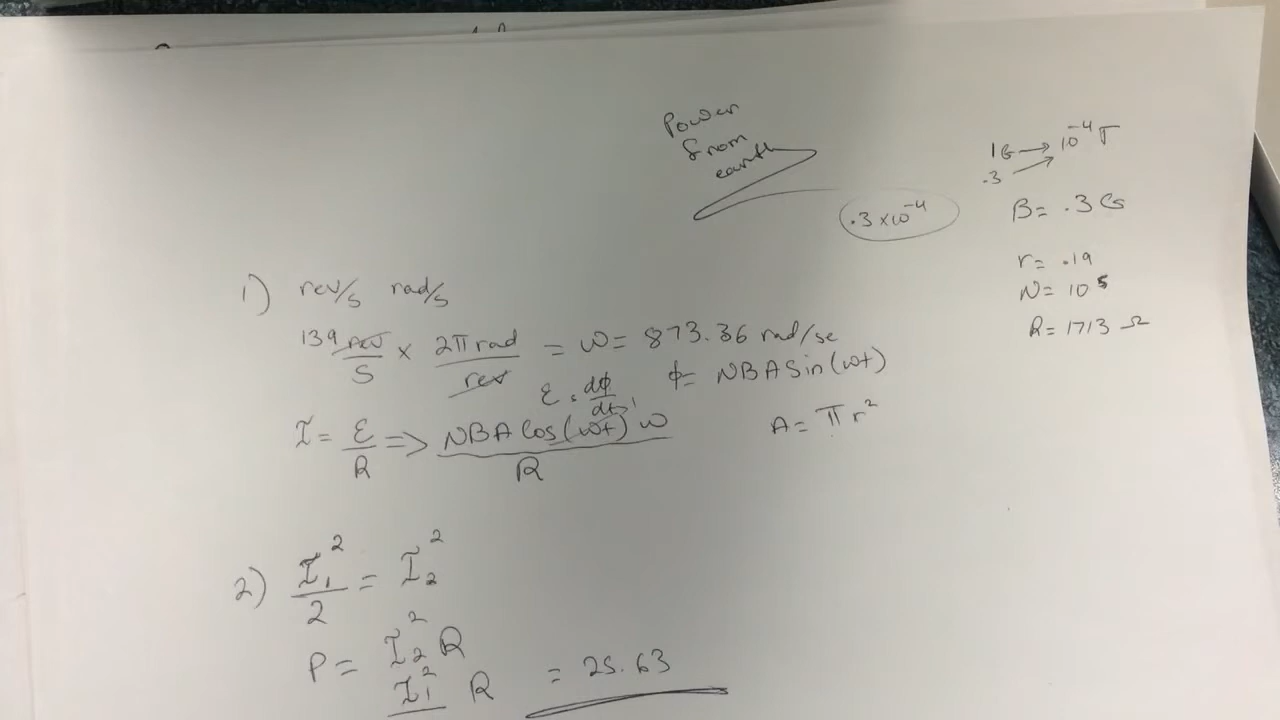 Power
from
earth
1G → 10⁻⁴ T
.3
.3 × 10⁻⁴
B = .3 G
r = .19
N = 10⁵
R = 1713 Ω
1) rev/s rad/s
139 rev/s × 2π rad/rev = ω = 873.36 rad/se
ε = dφ/dt φ = NBA Sin(ωt)
I = ε/R => NBA Cos(ωt) ω / R
A = πr²
2) I₁²/2 = I₂²
P = I₂² R
I₁² R = 25.63